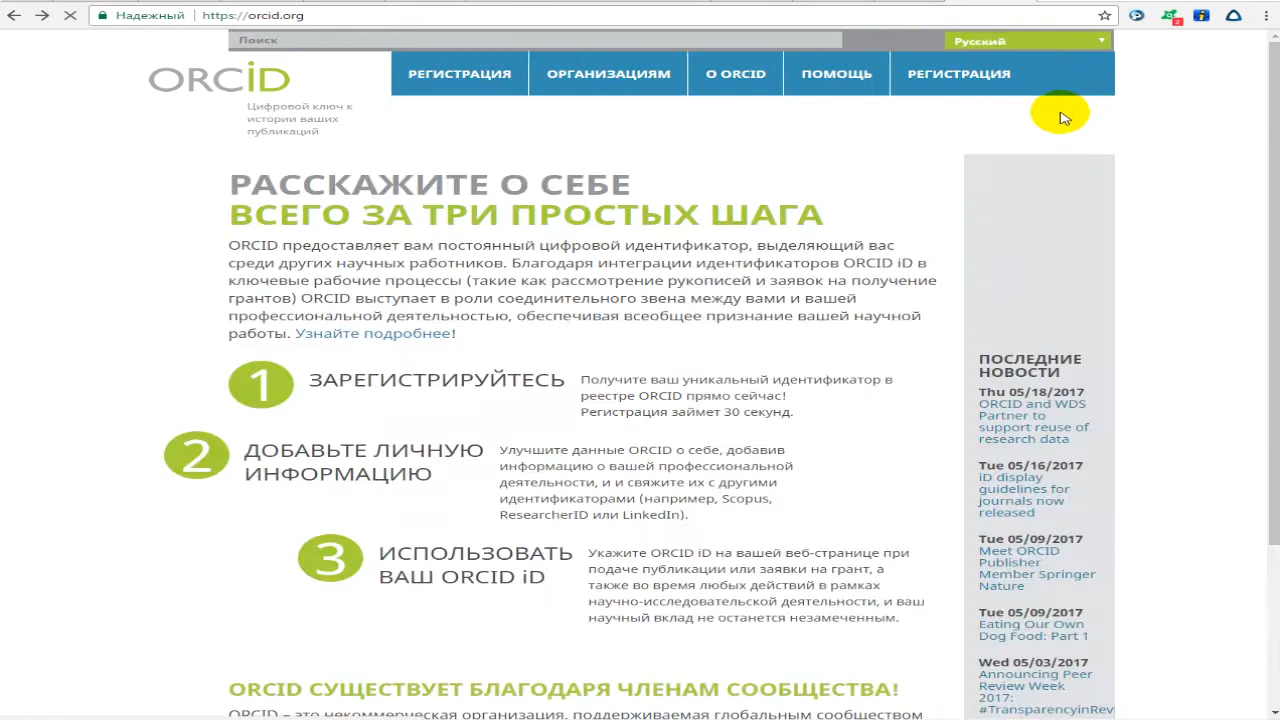 Надежный | https://orcid.org
2
Поиск
Русский
ORCiD
РЕГИСТРАЦИЯ
ОРГАНИЗАЦИЯМ
О ORCID
ПОМОЩЬ
РЕГИСТРАЦИЯ
Цифровой ключ к
истории ваших
публикаций
РАССКАЖИТЕ О СЕБЕ
ВСЕГО ЗА ТРИ ПРОСТЫХ ШАГА
ORCID предоставляет вам постоянный цифровой идентификатор, выделяющий вас
среди других научных работников. Благодаря интеграции идентификаторов ORCID iD в
ключевые рабочие процессы (такие как рассмотрение рукописей и заявок на получение
грантов) ORCID выступает в роли соединительного звена между вами и вашей
профессиональной деятельностью, обеспечивая всеобщее признание вашей научной
работы. Узнайте подробнее!
1
ЗАРЕГИСТРИРУЙТЕСЬ
Получите ваш уникальный идентификатор в
реестре ORCID прямо сейчас!
Регистрация займет 30 секунд.
2
ДОБАВЬТЕ ЛИЧНУЮ
ИНФОРМАЦИЮ
Улучшите данные ORCID о себе, добавив
информацию о вашей профессиональной
деятельности, и и свяжите их с другими
идентификаторами (например, Scopus,
ResearcherID или LinkedIn).
3
ИСПОЛЬЗОВАТЬ
ВАШ ORCID iD
Укажите ORCID iD на вашей веб-странице при
подаче публикации или заявки на грант, а
также во время любых действий в рамках
научно-исследовательской деятельности, и ваш
научный вклад не останется незамеченным.
ORCID СУЩЕСТВУЕТ БЛАГОДАРЯ ЧЛЕНАМ СООБЩЕСТВА!
ORCID – это некоммерческая организация, поддерживаемая глобальным сообществом
ПОСЛЕДНИЕ
НОВОСТИ
Thu 05/18/2017
ORCID and WDS
Partner to
support reuse of
research data
Tue 05/16/2017
iD display
guidelines for
journals now
released
Tue 05/09/2017
Meet ORCID
Publisher
Member Springer
Nature
Tue 05/09/2017
Eating Our Own
Dog Food: Part 1
Wed 05/03/2017
Announcing Peer
Review Week
2017:
#TransparencyinRev